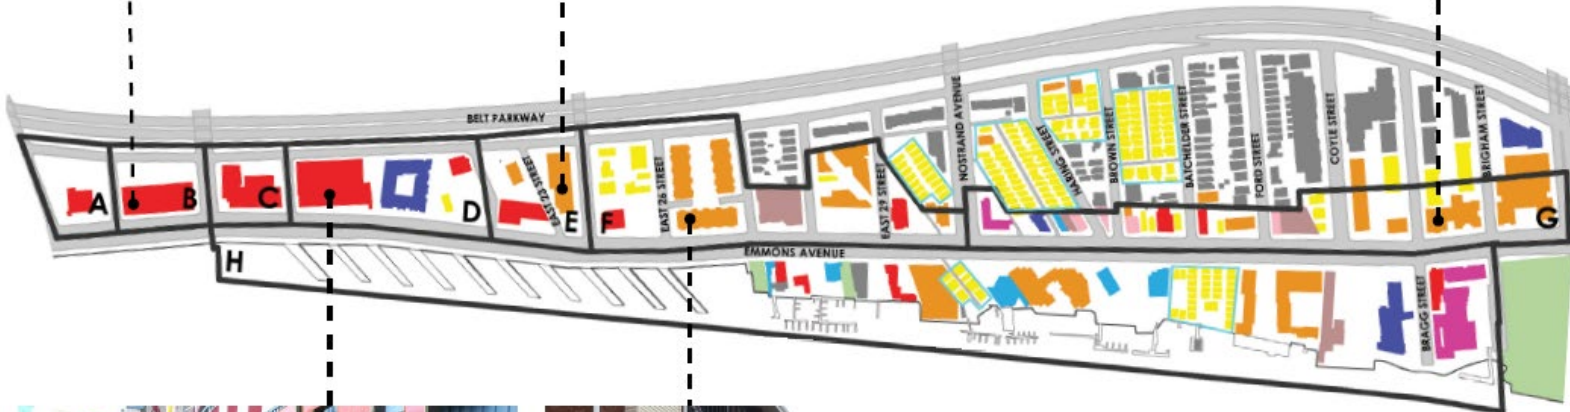 BELT PARKWAY
A
B
C
D
EAST 23 STREET
E
F
EAST 26 STREET
EAST 29 STREET
NOSTRAND AVENUE
HARING STREET
BROWN STREET
BATCHELDER STREET
FORD STREET
COYLE STREET
BRIGHAM STREET
G
H
EMMONS AVENUE
BRAGG STREET